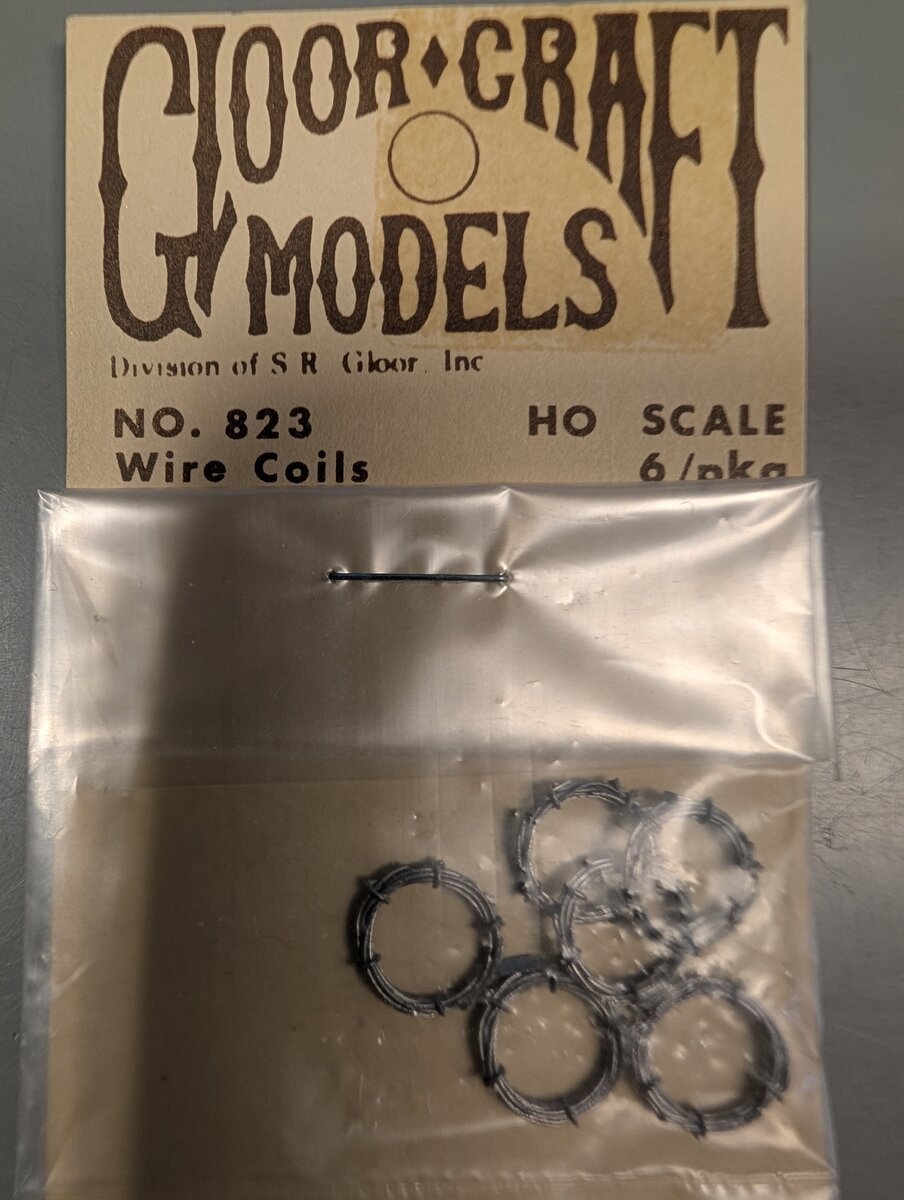 GLOOR♦CRAFT
MODELS
Division of S.R. Gloor, Inc
NO. 823 HO SCALE
Wire Coils 6/pkg